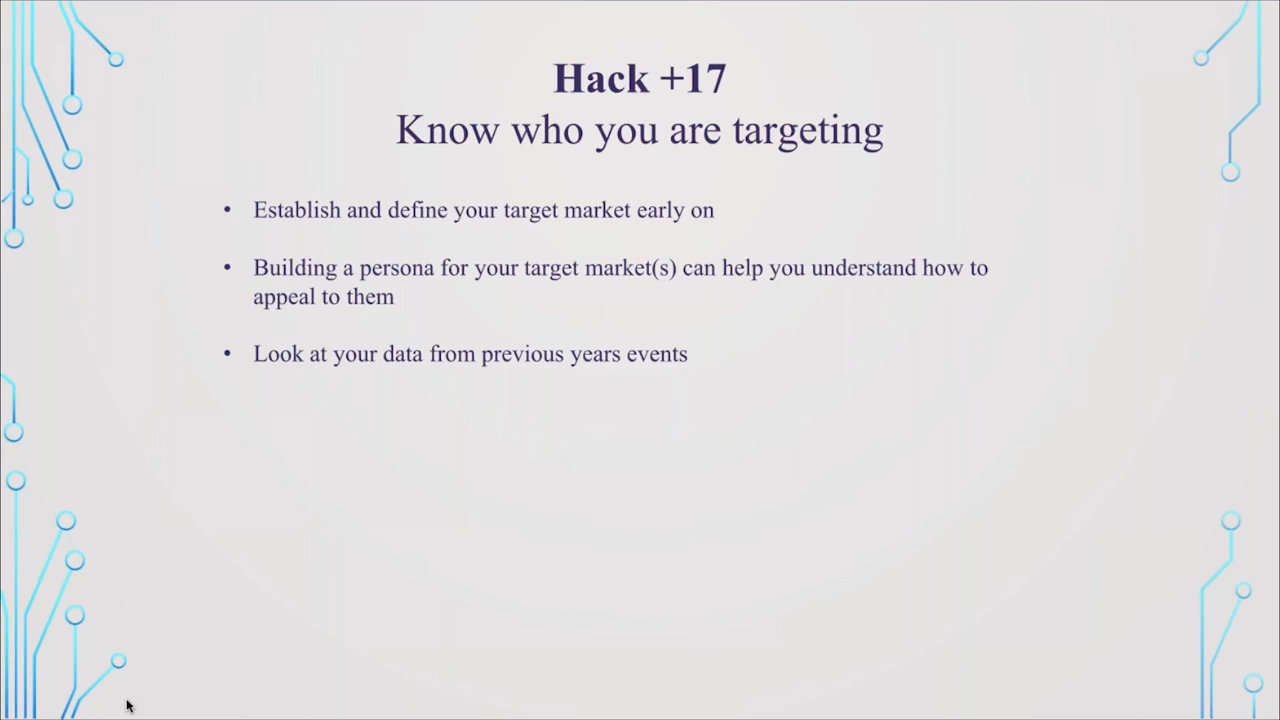 Hack +17
Know who you are targeting
• Establish and define your target market early on
• Building a persona for your target market(s) can help you understand how to
appeal to them
• Look at your data from previous years events